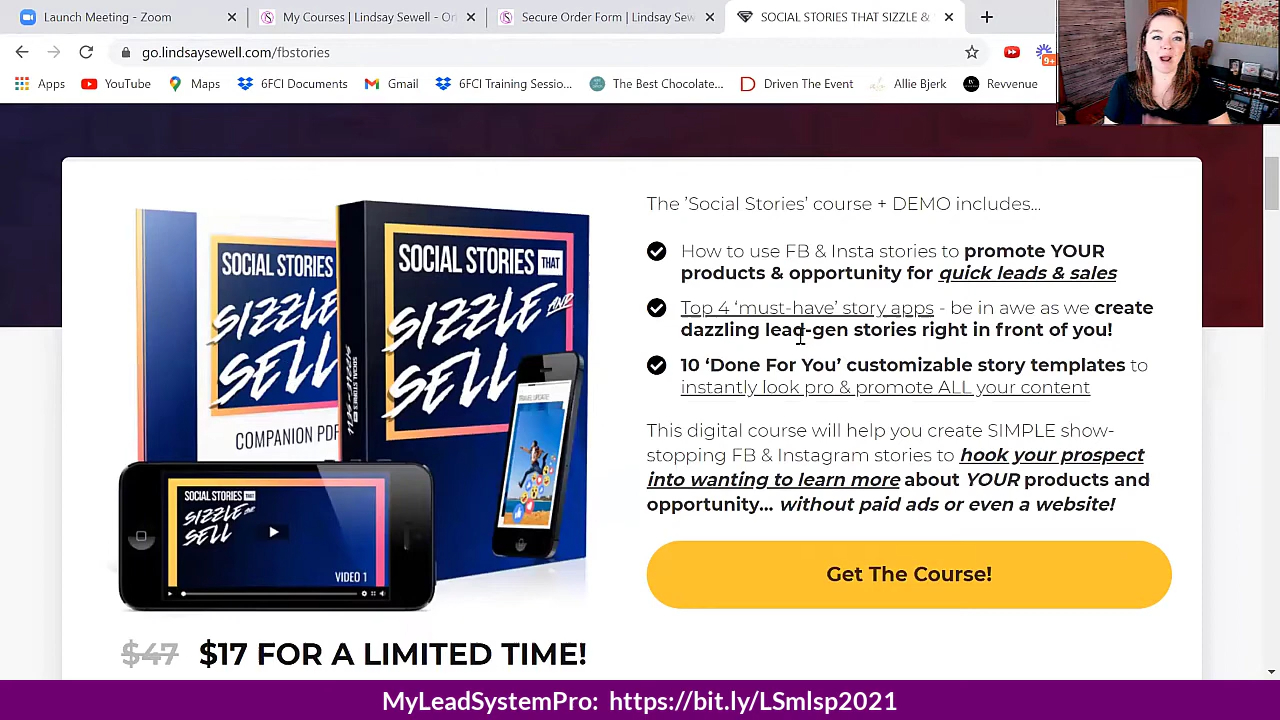 Launch Meeting - Zoom
My Courses | Lindsay Sewell - On
Secure Order Form | Lindsay Sew
SOCIAL STORIES THAT SIZZLE &
go.lindsaysewell.com/fbstories
9+
Apps
YouTube
Maps
GFCI Documents
Gmail
GFCI Training Sessio...
The Best Chocolate...
Driven The Event
Allie Bjerk
Revvenue
SOCIAL STORIES
SIZZLE
SELL
COMPANION PDF
SOCIAL STORIES THAT
SIZZLE AND
SELL
SOCIAL STORIES THAT
SIZZLE AND
SELL
VIDEO 1
The 'Social Stories' course + DEMO includes...
How to use FB & Insta stories to promote YOUR
products & opportunity for quick leads & sales
Top 4 'must-have' story apps - be in awe as we create
dazzling lead-gen stories right in front of you!
10 'Done For You' customizable story templates to
instantly look pro & promote ALL your content
This digital course will help you create SIMPLE show-
stopping FB & Instagram stories to hook your prospect
into wanting to learn more about YOUR products and
opportunity... without paid ads or even a website!
Get The Course!
$47 $17 FOR A LIMITED TIME!
MyLeadSystemPro: https://bit.ly/LSmlsp2021